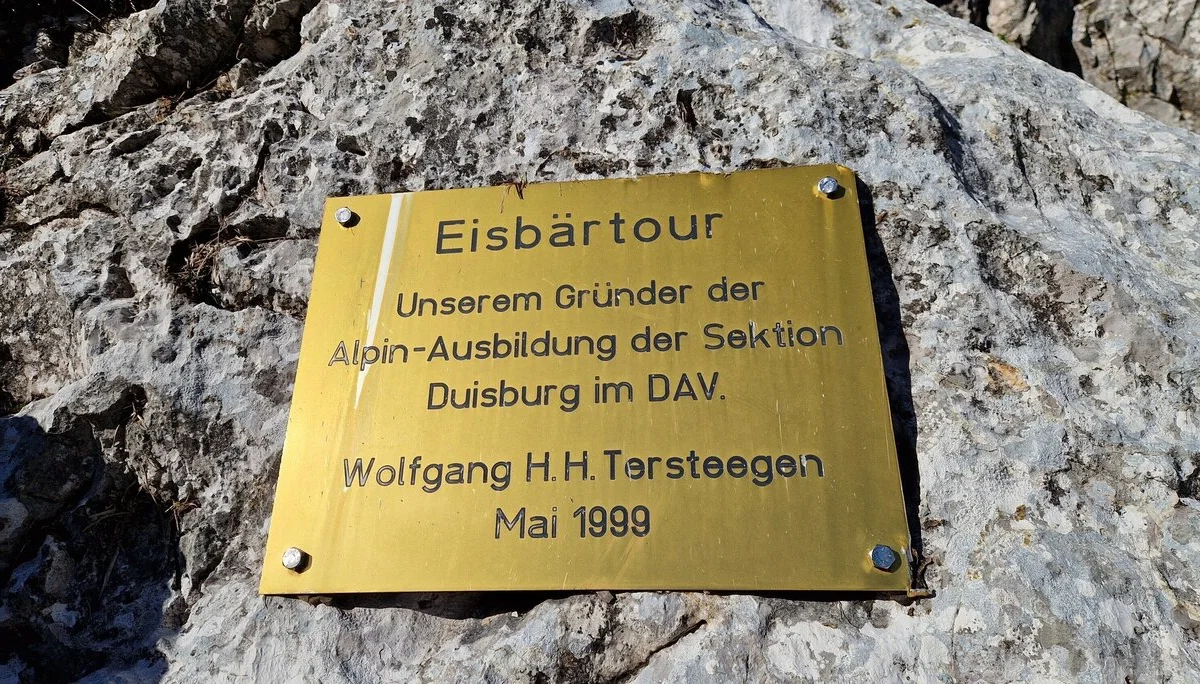 Eisbärtour
Unserem Gründer der
Alpin-Ausbildung der Sektion
Duisburg im DAV.
Wolfgang H.H. Tersteegen
Mai 1999